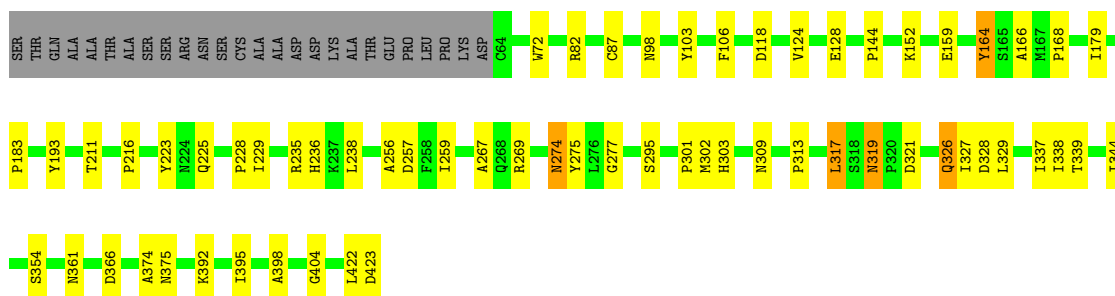 SER THR GLN ALA ALA THR ALA SER SER ARG ASN SER CYS ALA ALA ASP ASP LYS ALA THR GLU PRO LEU PRO LYS ASP C64 W72 R82 C87 N98 Y103 F106 D118 V124 E128 P144 K152 E159 Y164 S165 A166 M167 P168 I179
P183 Y193 T211 P216 Y223 N224 Q225 P228 I229 R235 H236 K237 L238 A256 D257 F258 I259 A267 Q268 R269 N274 Y275 L276 G277 S295 P301 M302 H303 N309 P313 L317 S318 N319 P320 D321 Q326 I327 D328 L329 I337 I338 T339
S354 N361 D366 A374 N375 K392 I395 A398 G404 L422 D423